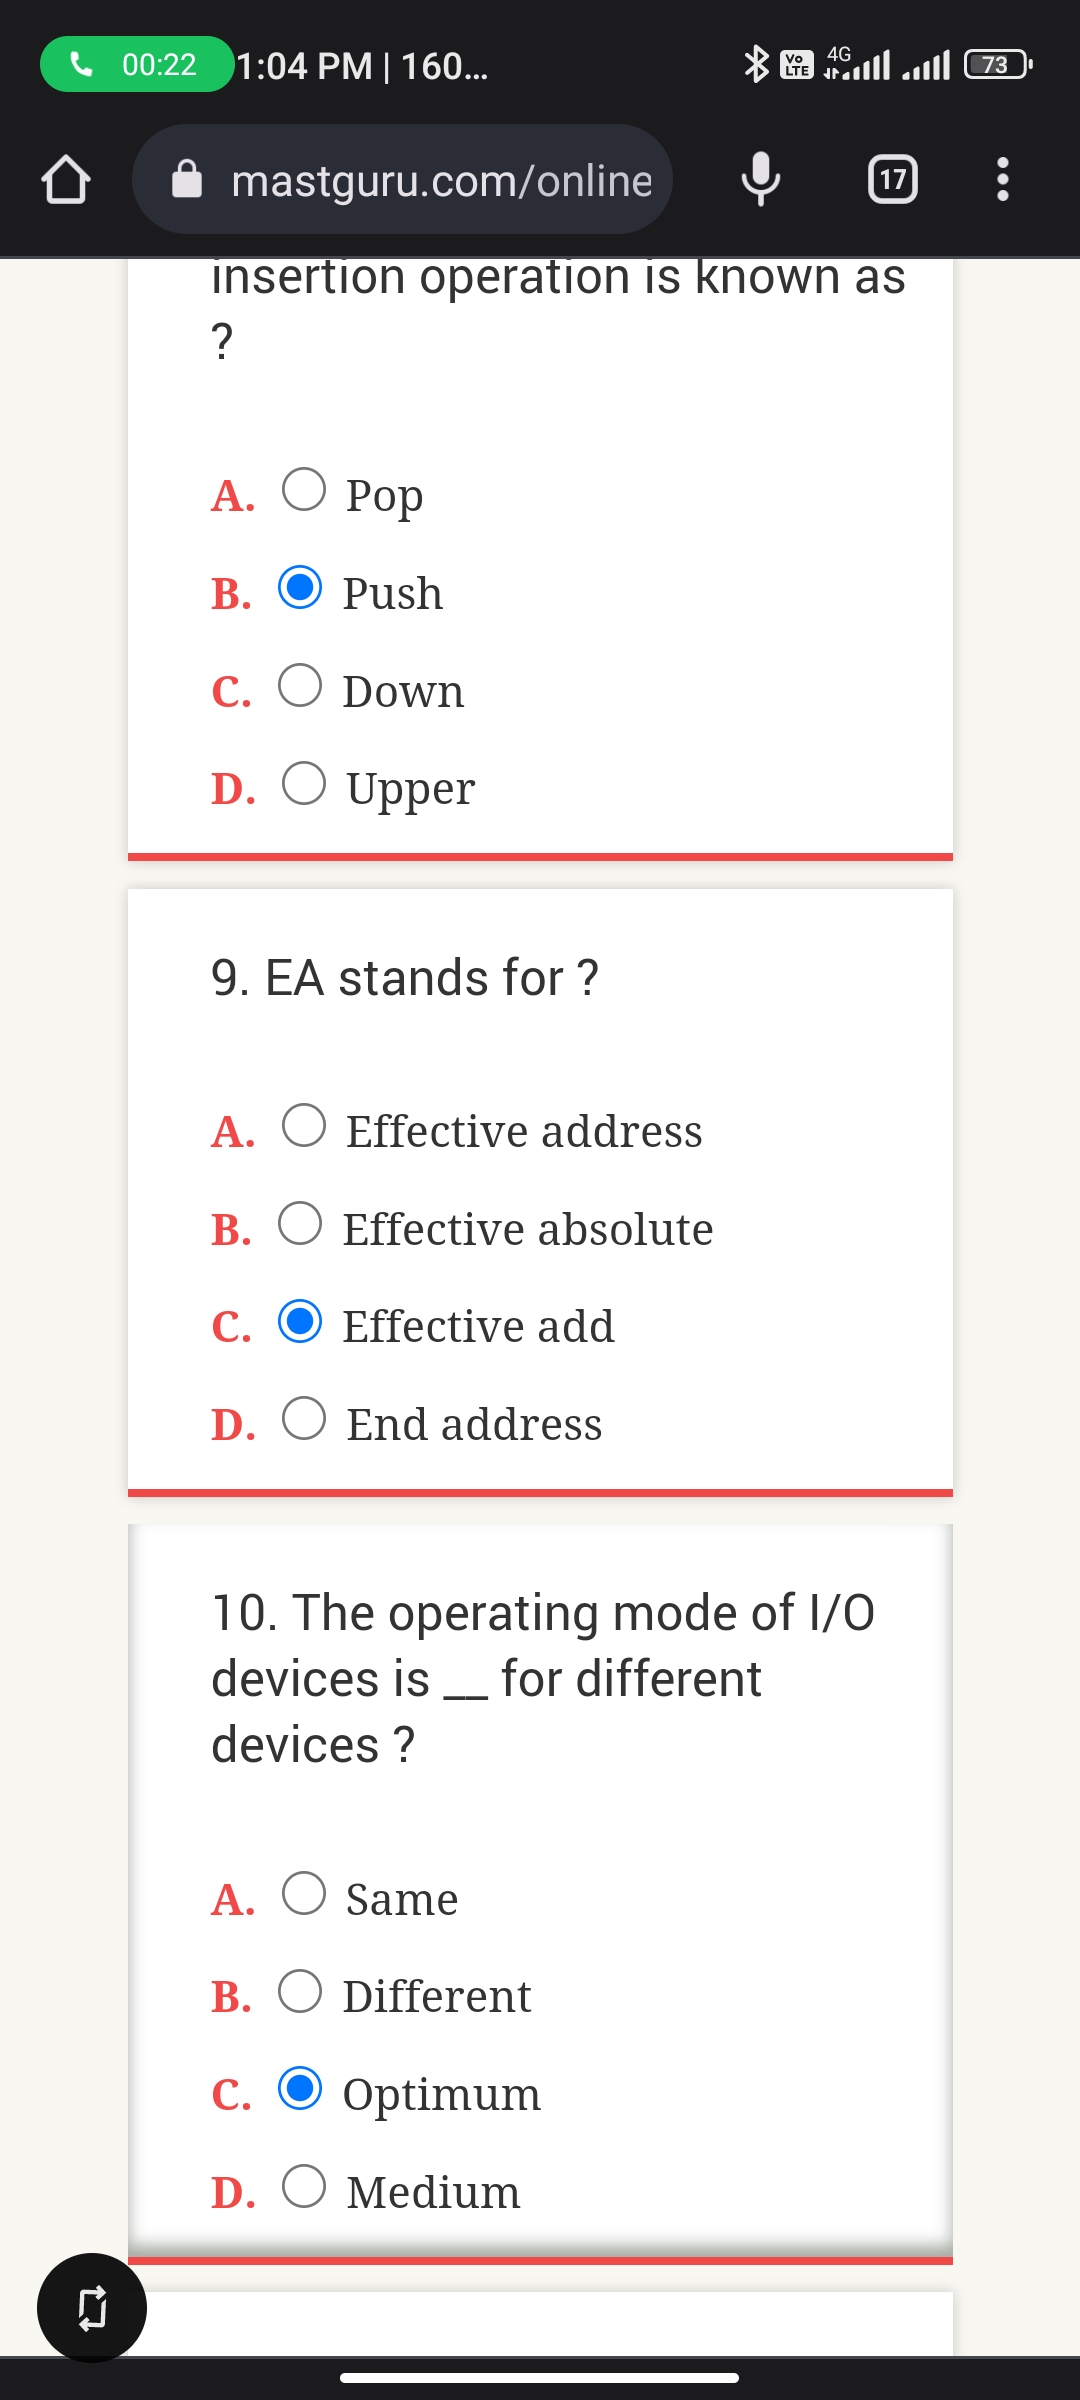 00:22 1:04 PM | 160... Vo LTE 4G 73
mastguru.com/online 17
insertion operation is known as
?
A. Pop
B. Push
C. Down
D. Upper
9. EA stands for ?
A. Effective address
B. Effective absolute
C. Effective add
D. End address
10. The operating mode of I/O
devices is __ for different
devices ?
A. Same
B. Different
C. Optimum
D. Medium